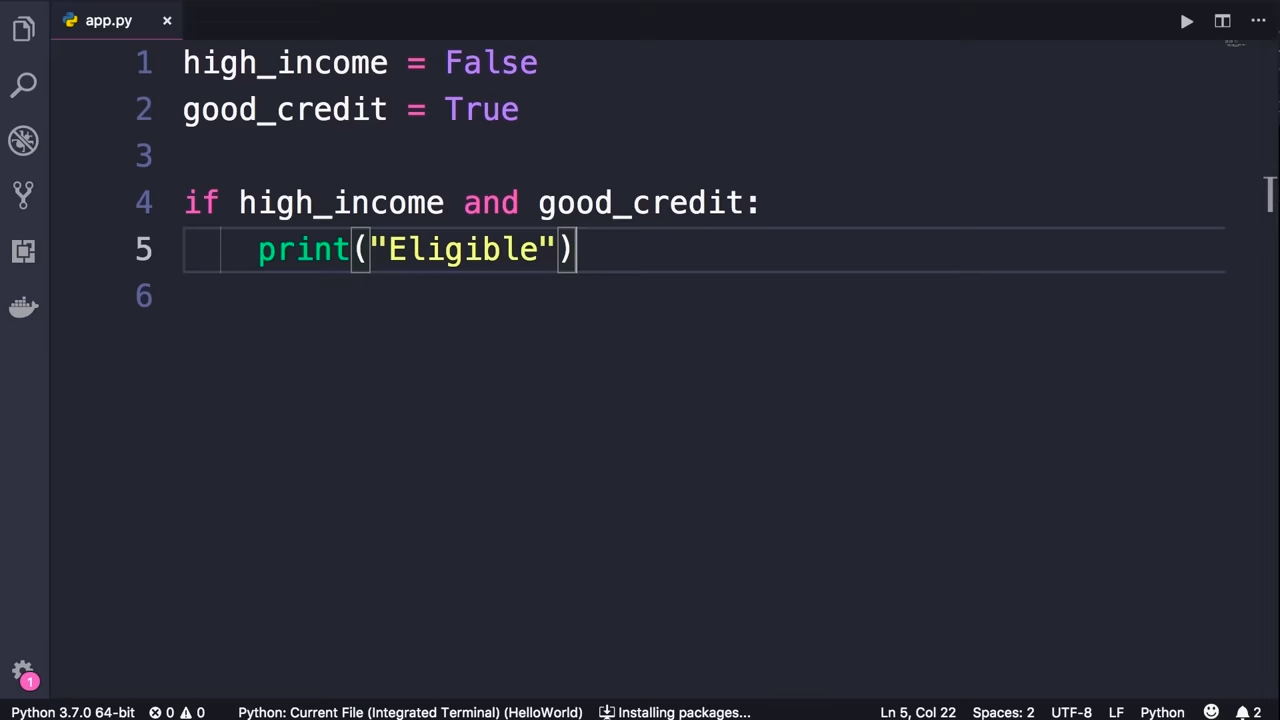 app.py ×
1 high_income = False
2 good_credit = True
3
4 if high_income and good_credit:
5     print("Eligible")
6
1
Python 3.7.0 64-bit 0 0 Python: Current File (Integrated Terminal) (HelloWorld) Installing packages... Ln 5, Col 22 Spaces: 2 UTF-8 LF Python 2